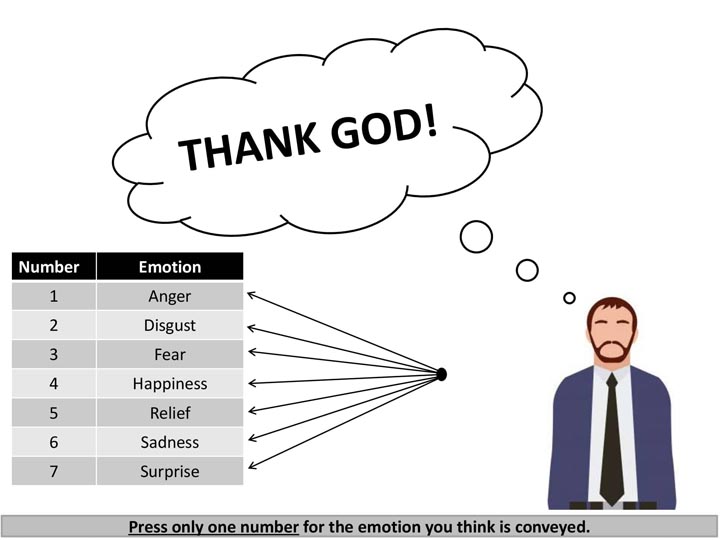 THANK GOD!
Number Emotion
1 Anger
2 Disgust
3 Fear
4 Happiness
5 Relief
6 Sadness
7 Surprise
Press only one number for the emotion you think is conveyed.